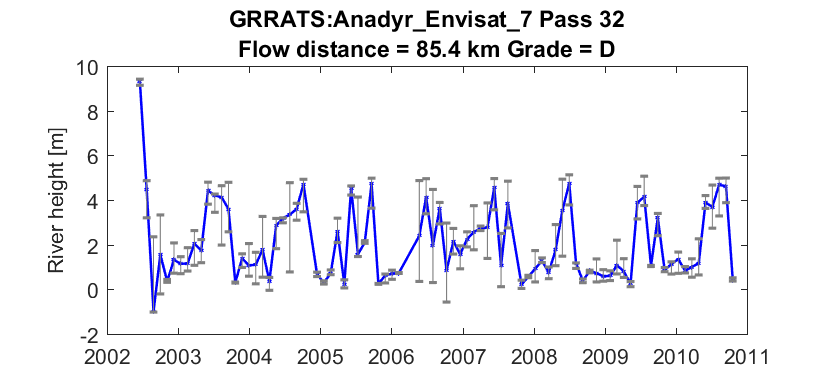 GRRATS:Anadyr_Envisat_7 Pass 32
Flow distance = 85.4 km Grade = D
River height [m]
10
8
6
4
2
0
-2
2002 2003 2004 2005 2006 2007 2008 2009 2010 2011